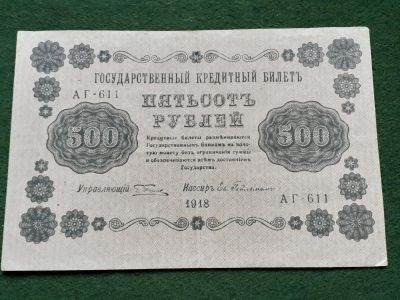 ГОСУДАРСТВЕННЫЙ КРЕДИТНЫЙ БИЛЕТЪ
АГ-611
ПЯТЬСОТЪ
РУБЛЕЙ
500
500
Кредитные билеты размѣниваются
Государственнымъ Банкомъ на золо-
тую монету безъ ограниченія суммы
и обезпечиваются всѣмъ достояніемъ
Государства.
Управляющій
Кассиръ
1918
АГ-611